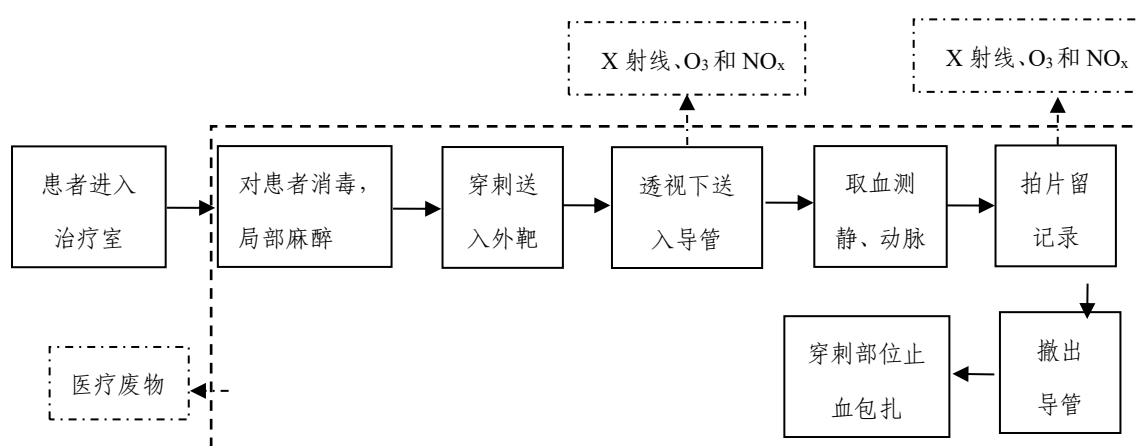 X 射线、O₃ 和 NOₓ
X 射线、O₃ 和 NOₓ
患者进入
治疗室
对患者消毒，
局部麻醉
穿刺送
入外靶
透视下送
入导管
取血测
静、动脉
拍片留
记录
医疗废物
穿刺部位止
血包扎
撤出
导管